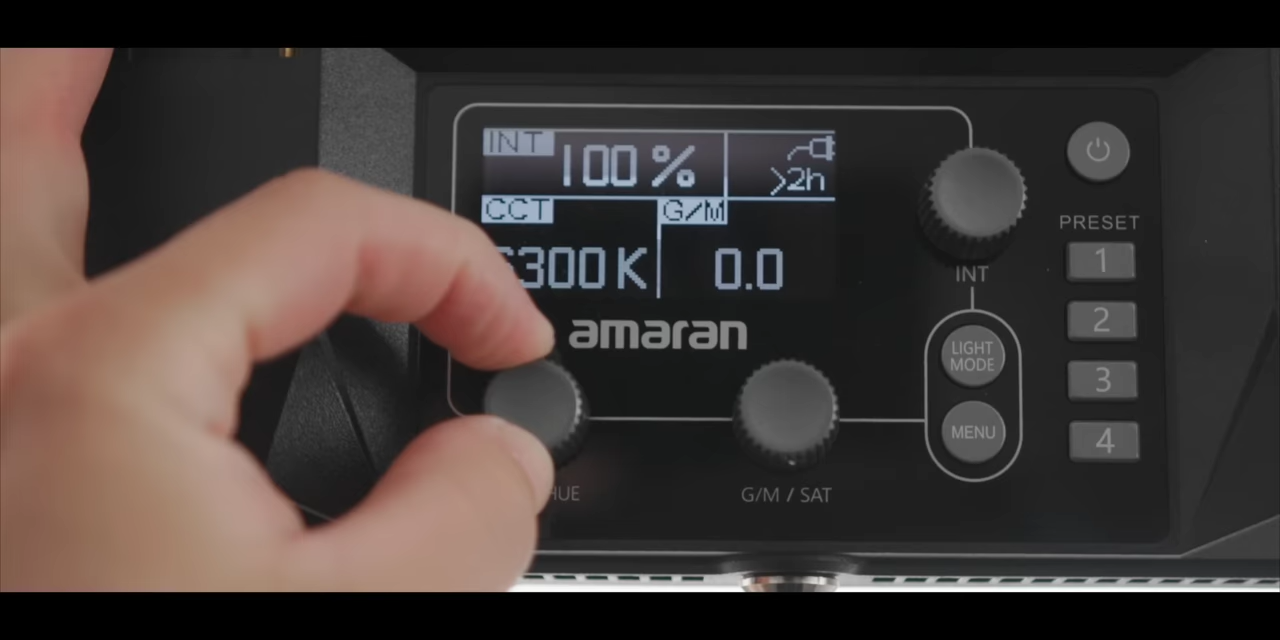 INT 100%
>2h
CCT G/M
300K 0.0
amaran
INT
LIGHT
MODE
MENU
HUE
G/M / SAT
PRESET
1
2
3
4